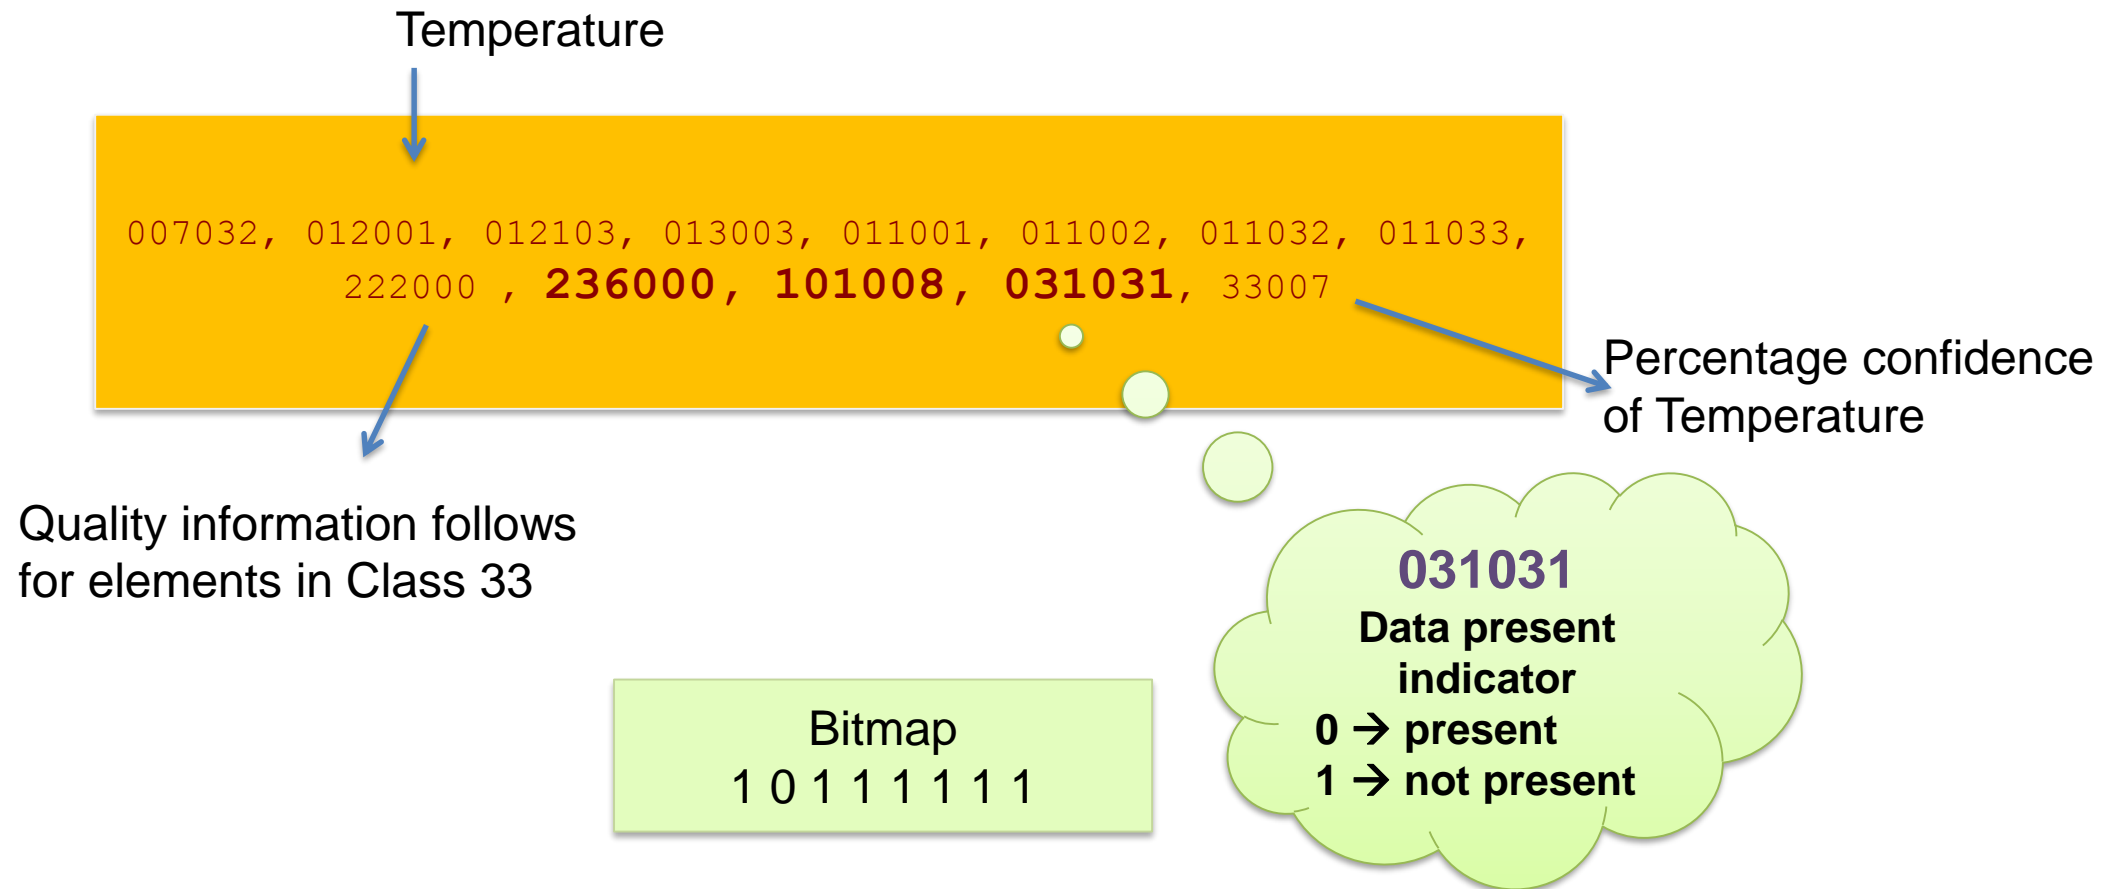 Temperature
007032, 012001, 012103, 013003, 011001, 011002, 011032, 011033,
222000 , 236000, 101008, 031031, 33007
Percentage confidence
of Temperature
Quality information follows
for elements in Class 33
031031
Data present
indicator
0 → present
1 → not present
Bitmap
1 0 1 1 1 1 1 1